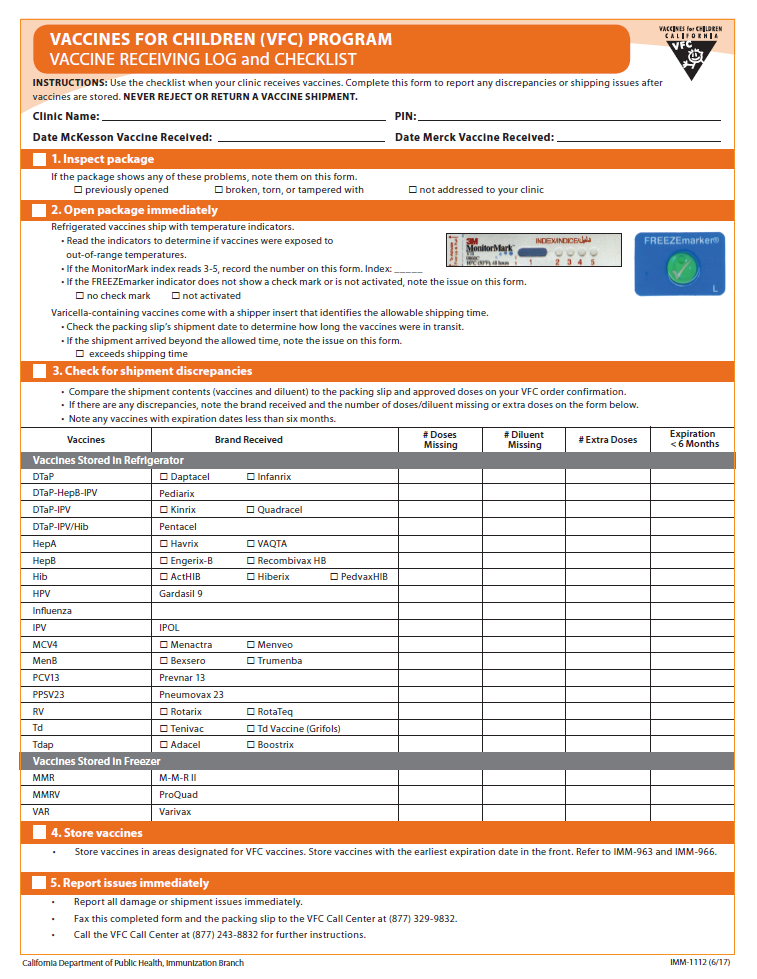 VACCINES FOR CHILDREN (VFC) PROGRAM
VACCINE RECEIVING LOG and CHECKLIST
VACCINES for CHILDREN
CALIFORNIA
VFC
INSTRUCTIONS: Use the checklist when your clinic receives vaccines. Complete this form to report any discrepancies or shipping issues after
vaccines are stored. NEVER REJECT OR RETURN A VACCINE SHIPMENT.
Clinic Name: PIN:
Date McKesson Vaccine Received: Date Merck Vaccine Received:
1. Inspect package
If the package shows any of these problems, note them on this form.
☐ previously opened ☐ broken, torn, or tampered with ☐ not addressed to your clinic
2. Open package immediately
Refrigerated vaccines ship with temperature indicators.
• Read the indicators to determine if vaccines were exposed to
out-of-range temperatures.
• If the MonitorMark index reads 3-5, record the number on this form. Index: _____
• If the FREEZEmarker indicator does not show a check mark or is not activated, note the issue on this form.
☐ no check mark ☐ not activated
3M
MonitorMark
INDEX/INDICE/
1 2 3 4 5
FREEZEmarker®
L
Varicella-containing vaccines come with a shipper insert that identifies the allowable shipping time.
• Check the packing slip's shipment date to determine how long the vaccines were in transit.
• If the shipment arrived beyond the allowed time, note the issue on this form.
☐ exceeds shipping time
3. Check for shipment discrepancies
• Compare the shipment contents (vaccines and diluent) to the packing slip and approved doses on your VFC order confirmation.
• If there are any discrepancies, note the brand received and the number of doses/diluent missing or extra doses on the form below.
• Note any vaccines with expiration dates less than six months.
Vaccines Brand Received # Doses Missing # Diluent Missing # Extra Doses Expiration < 6 Months
Vaccines Stored In Refrigerator
DTaP ☐ Daptacel ☐ Infanrix
DTaP-HepB-IPV Pediarix
DTaP-IPV ☐ Kinrix ☐ Quadracel
DTaP-IPV/Hib Pentacel
HepA ☐ Havrix ☐ VAQTA
HepB ☐ Engerix-B ☐ Recombivax HB
Hib ☐ ActHIB ☐ Hiberix ☐ PedvaxHIB
HPV Gardasil 9
Influenza
IPV IPOL
MCV4 ☐ Menactra ☐ Menveo
MenB ☐ Bexsero ☐ Trumenba
PCV13 Prevnar 13
PPSV23 Pneumovax 23
RV ☐ Rotarix ☐ RotaTeq
Td ☐ Tenivac ☐ Td Vaccine (Grifols)
Tdap ☐ Adacel ☐ Boostrix
Vaccines Stored In Freezer
MMR M-M-R II
MMRV ProQuad
VAR Varivax
4. Store vaccines
• Store vaccines in areas designated for VFC vaccines. Store vaccines with the earliest expiration date in the front. Refer to IMM-963 and IMM-966.
5. Report issues immediately
• Report all damage or shipment issues immediately.
• Fax this completed form and the packing slip to the VFC Call Center at (877) 329-9832.
• Call the VFC Call Center at (877) 243-8832 for further instructions.
California Department of Public Health, Immunization Branch IMM-1112 (6/17)